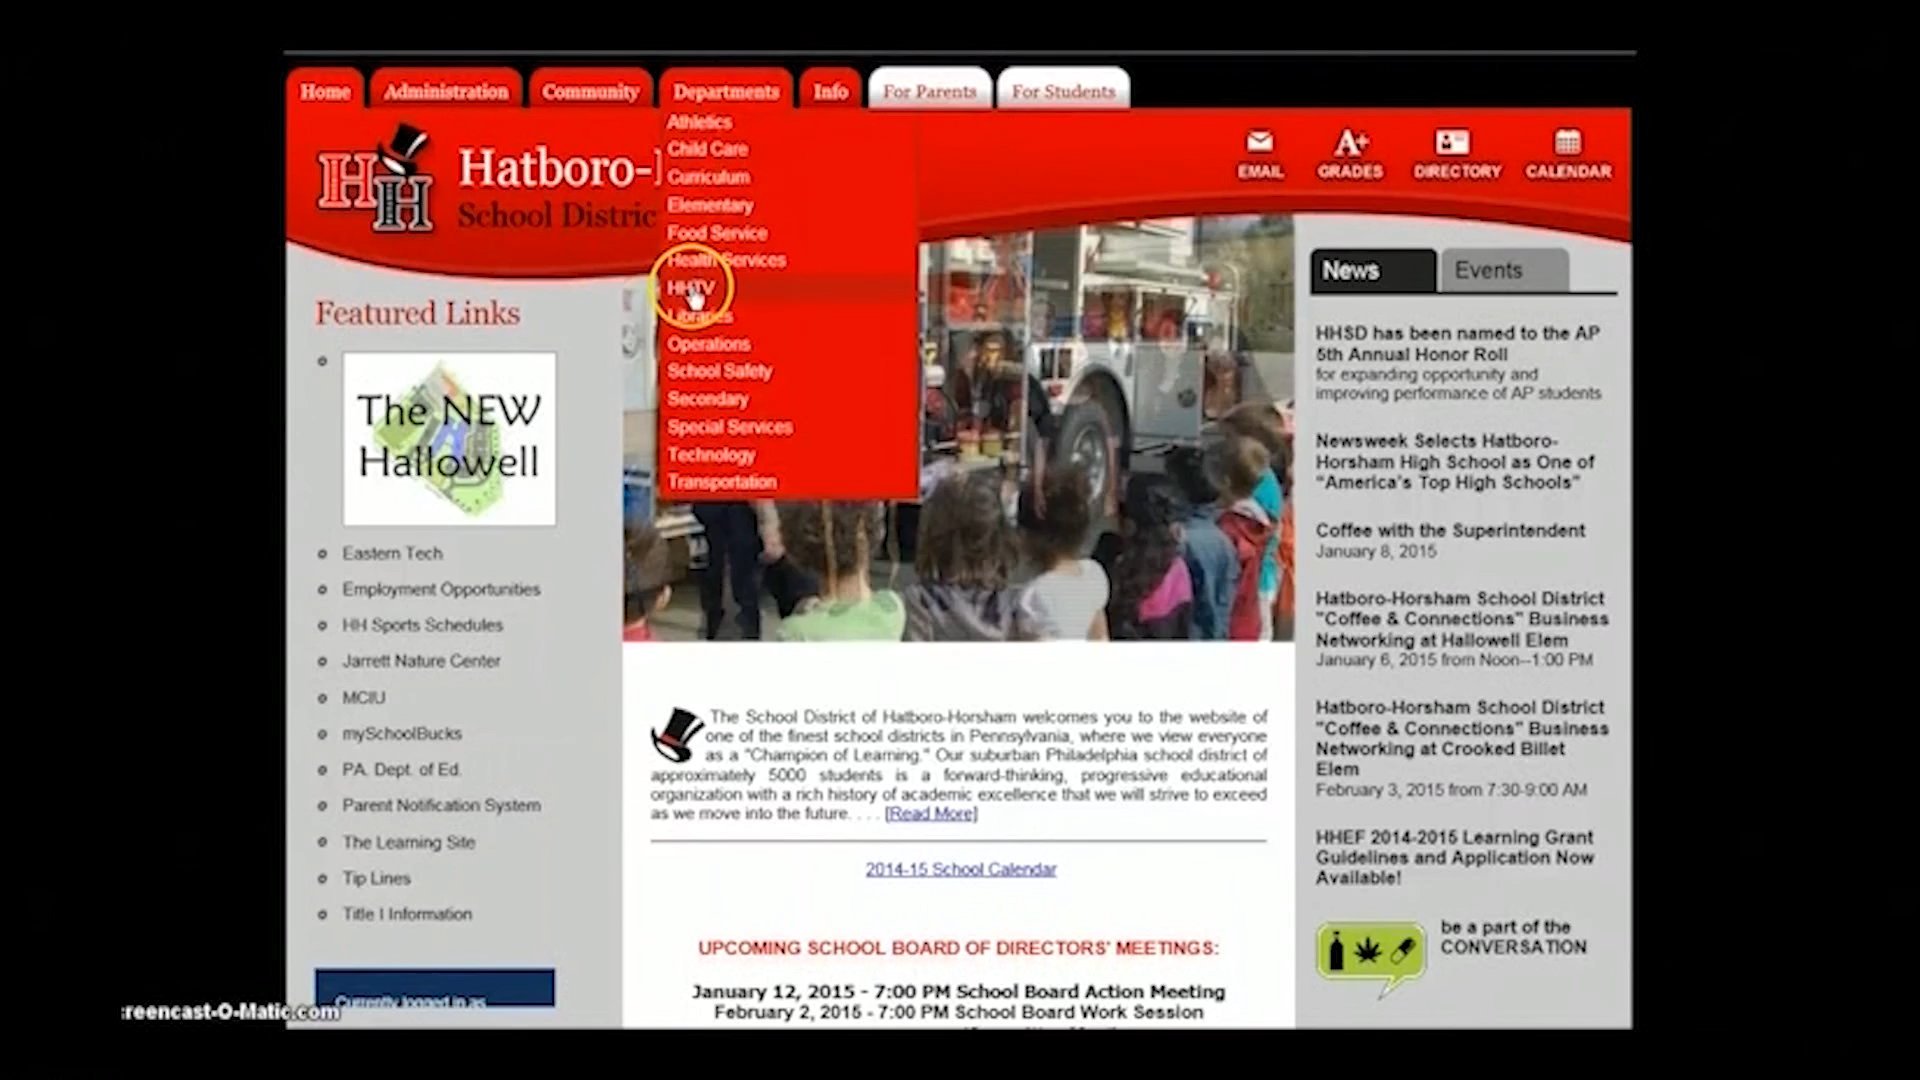 Home Administration Community Departments Info For Parents For Students
Athletics
Child Care
Curriculum
Elementary
Food Service
Health Services
HHTV
Libraries
Operations
School Safety
Secondary
Special Services
Technology
Transportation
HH
Hatboro-
School Distric
EMAIL A+ GRADES DIRECTORY CALENDAR
Featured Links
The NEW
Hallowell
Eastern Tech
Employment Opportunities
HH Sports Schedules
Jarrett Nature Center
MCIU
mySchoolBucks
PA. Dept. of Ed.
Parent Notification System
The Learning Site
Tip Lines
Title I Information
Currently logged in as
The School District of Hatboro-Horsham welcomes you to the website of
one of the finest school districts in Pennsylvania, where we view everyone
as a "Champion of Learning." Our suburban Philadelphia school district of
approximately 5000 students is a forward-thinking, progressive educational
organization with a rich history of academic excellence that we will strive to exceed
as we move into the future. . . . [Read More]
2014-15 School Calendar
UPCOMING SCHOOL BOARD OF DIRECTORS' MEETINGS:
January 12, 2015 - 7:00 PM School Board Action Meeting
February 2, 2015 - 7:00 PM School Board Work Session
News Events
HHSD has been named to the AP
5th Annual Honor Roll
for expanding opportunity and
improving performance of AP students
Newsweek Selects Hatboro-
Horsham High School as One of
"America's Top High Schools"
Coffee with the Superintendent
January 8, 2015
Hatboro-Horsham School District
"Coffee & Connections" Business
Networking at Hallowell Elem
January 6, 2015 from Noon--1:00 PM
Hatboro-Horsham School District
"Coffee & Connections" Business
Networking at Crooked Billet
Elem
February 3, 2015 from 7:30-9:00 AM
HHEF 2014-2015 Learning Grant
Guidelines and Application Now
Available!
be a part of the
CONVERSATION
reencast-O-Matic.com